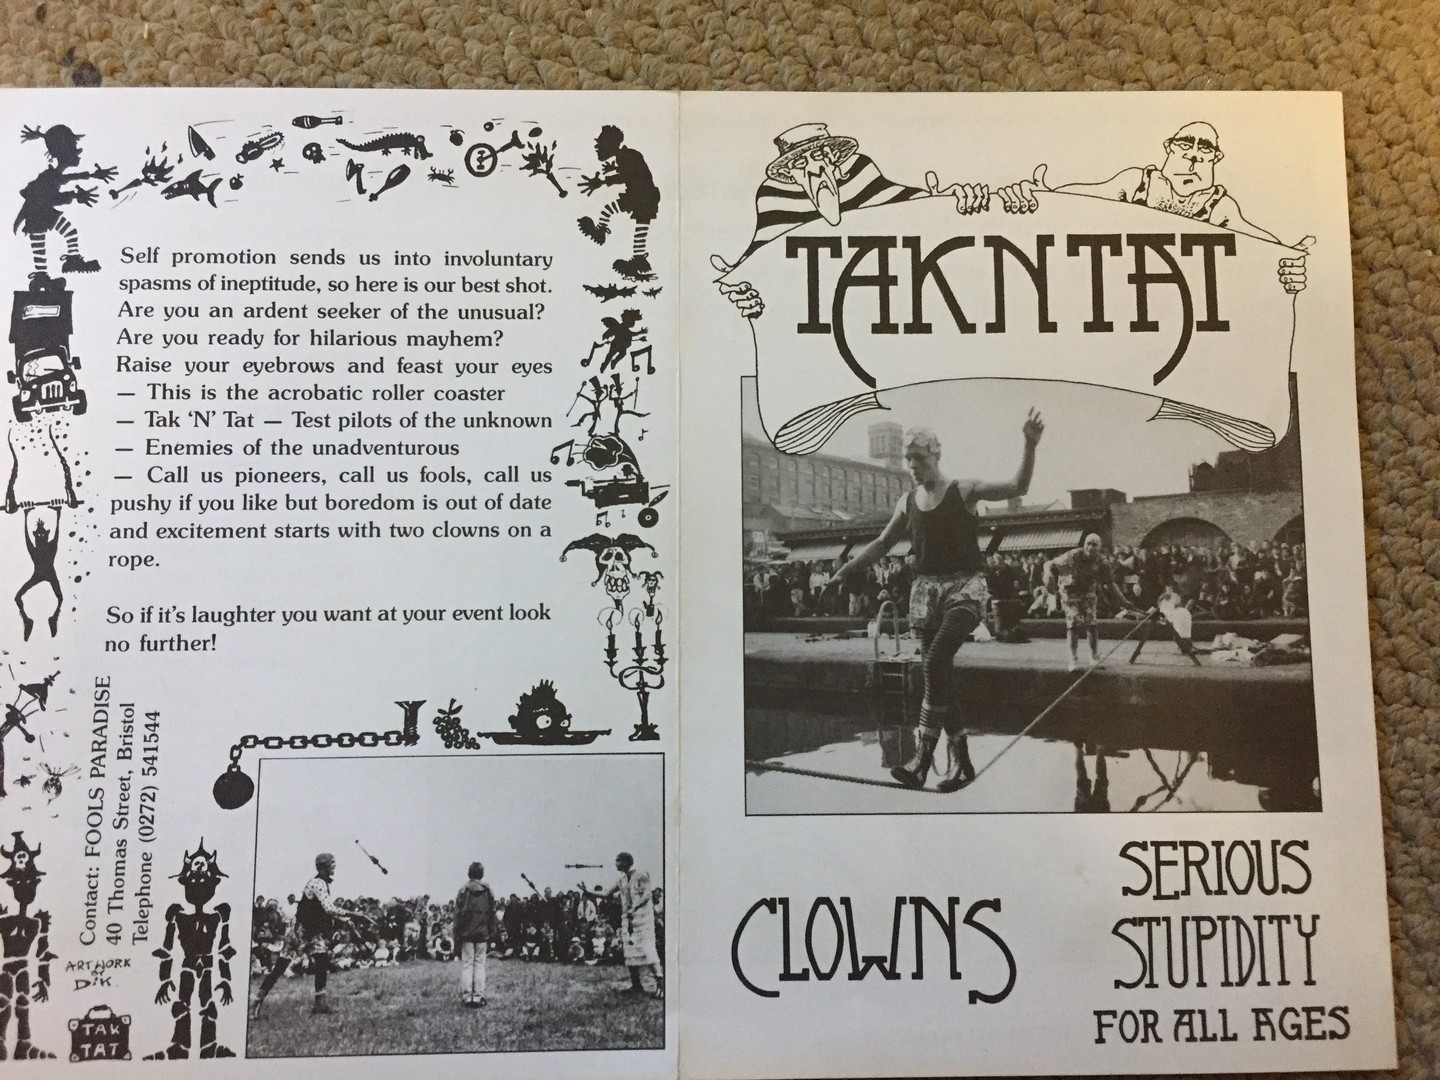 Self promotion sends us into involuntary
spasms of ineptitude, so here is our best shot.
Are you an ardent seeker of the unusual?
Are you ready for hilarious mayhem?
Raise your eyebrows and feast your eyes
— This is the acrobatic roller coaster
— Tak 'N' Tat — Test pilots of the unknown
— Enemies of the unadventurous
— Call us pioneers, call us fools, call us
pushy if you like but boredom is out of date
and excitement starts with two clowns on a
rope.
So if it's laughter you want at your event look
no further!
Contact: FOOLS PARADISE
40 Thomas Street, Bristol
Telephone (0272) 541544
ARTWORK
BY
DiK.
TAK
TAT
TAK N TAT
CLOWNS
SERIOUS
STUPIDITY
FOR ALL AGES